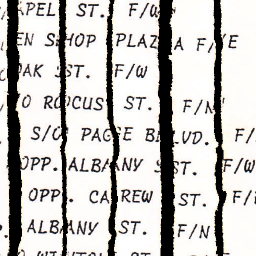 APEL ST. F/W
EN SHOP PLAZA F/E
OAK ST. F/W
/O ROCUS ST. F/N
S/O PAGE BLVD. F/
OPP. ALBANY ST. F/W
OPP. CAREW ST. F/
ALBANY ST. F/N
ST.